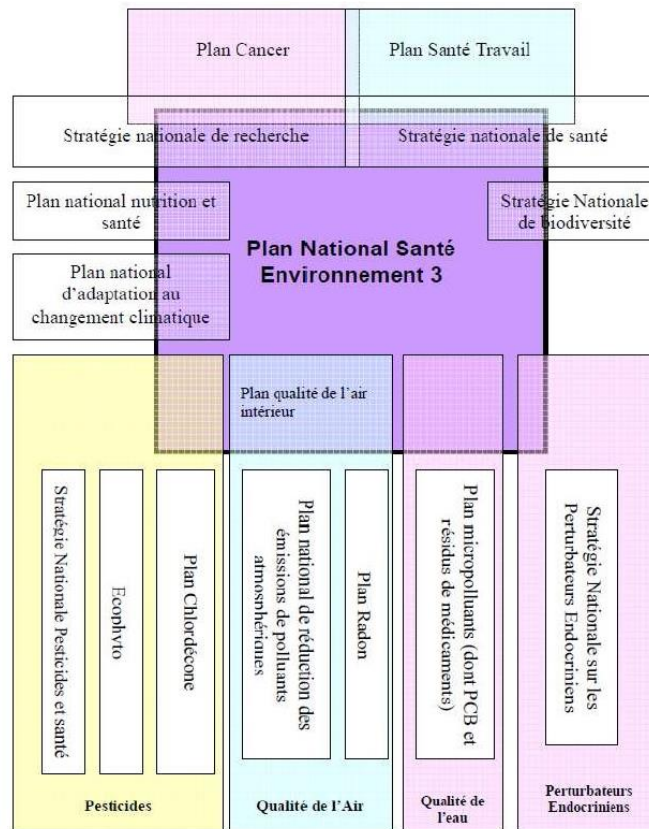 Plan Cancer
Plan Santé Travail
Stratégie nationale de recherche
Stratégie nationale de santé
Plan national nutrition et
santé
Stratégie Nationale
de biodiversité
Plan National Santé
Environnement 3
Plan national
d'adaptation au
changement climatique
Plan qualité de l'air
intérieur
Stratégie Nationale Pesticides et santé
Ecophyto
Plan Chlordécone
Plan national de réduction des
émissions de polluants
atmosphériques
Plan Radon
Plan micropolluants (dont PCB et
résidus de médicaments)
Stratégie Nationale sur les
Perturbateurs Endocriniens
Pesticides
Qualité de l'Air
Qualité de
l'eau
Perturbateurs
Endocriniens